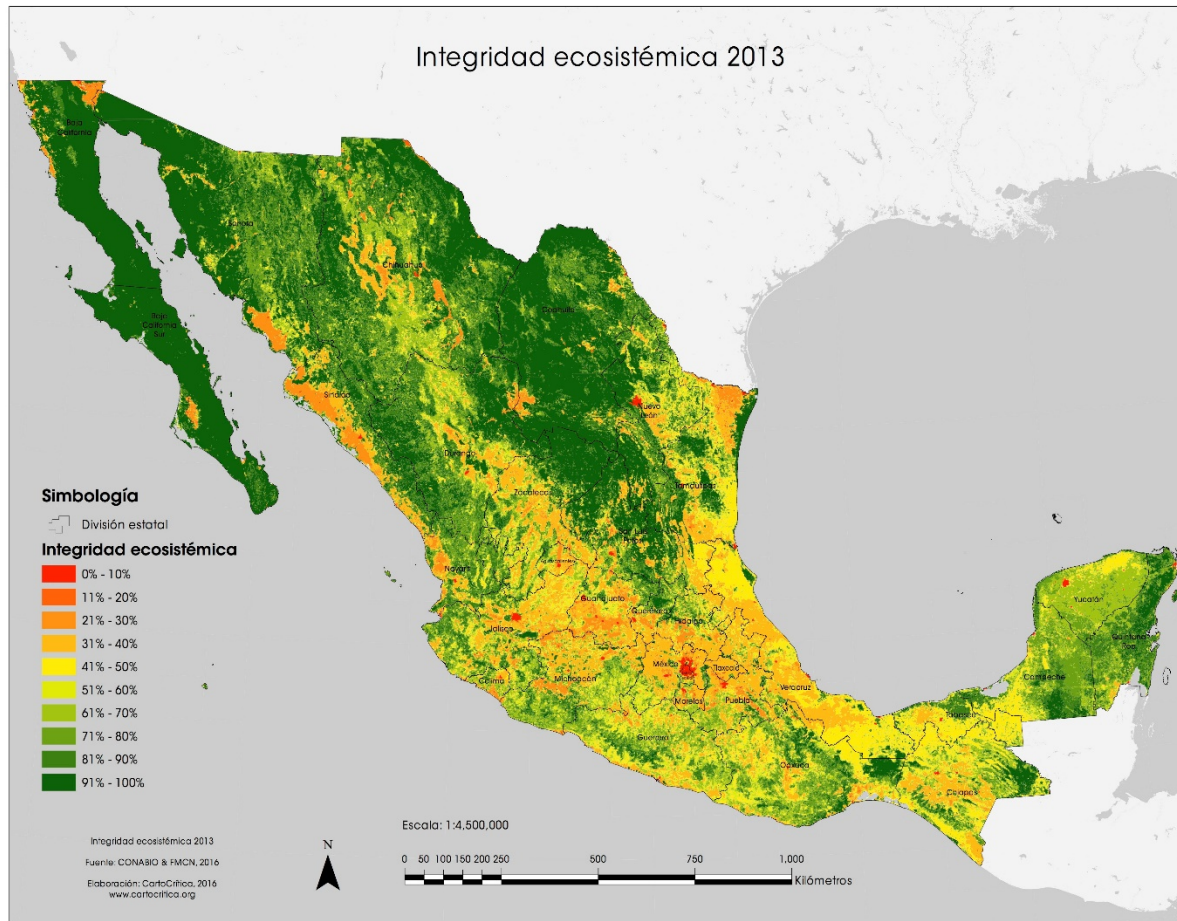 Integridad ecosistémica 2013
Baja
California
Sonora
Chihuahua
Coahuila
Baja
California
Sur
Sinaloa
Nuevo
León
Durango
Zacatecas
Tamaulipas
Nayarit
Guanajuato
Querétaro
Hidalgo
Jalisco
Yucatán
Quintana
Roo
Campeche
México
Tlaxcala
Colima
Michoacán
Veracruz
Morelos
Puebla
Tabasco
Guerrero
Oaxaca
Chiapas
Simbología
División estatal
Integridad ecosistémica
0% - 10%
11% - 20%
21% - 30%
31% - 40%
41% - 50%
51% - 60%
61% - 70%
71% - 80%
81% - 90%
91% - 100%
Integridad ecosistémica 2013
Fuente: CONABIO & FMCN, 2016
Elaboración: CartoCrítica, 2016
www.cartocritica.org
N
Escala: 1:4,500,000
0 50 100 150 200 250 500 750 1,000
Kilómetros